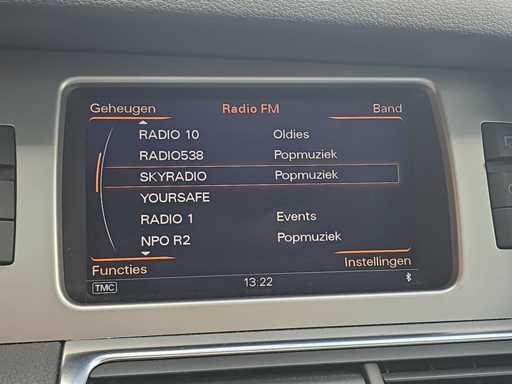 Geheugen Radio FM Band
RADIO 10 Oldies
RADIO538 Popmuziek
SKYRADIO Popmuziek
YOURSAFE
RADIO 1 Events
NPO R2 Popmuziek
Functies Instellingen
TMC 13:22